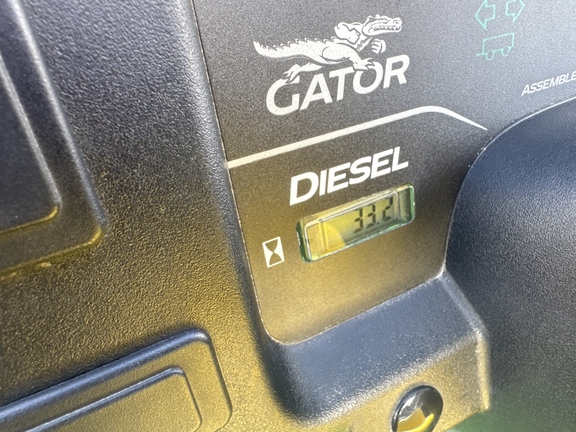 GATOR
ASSEMBLE
DIESEL
33.2